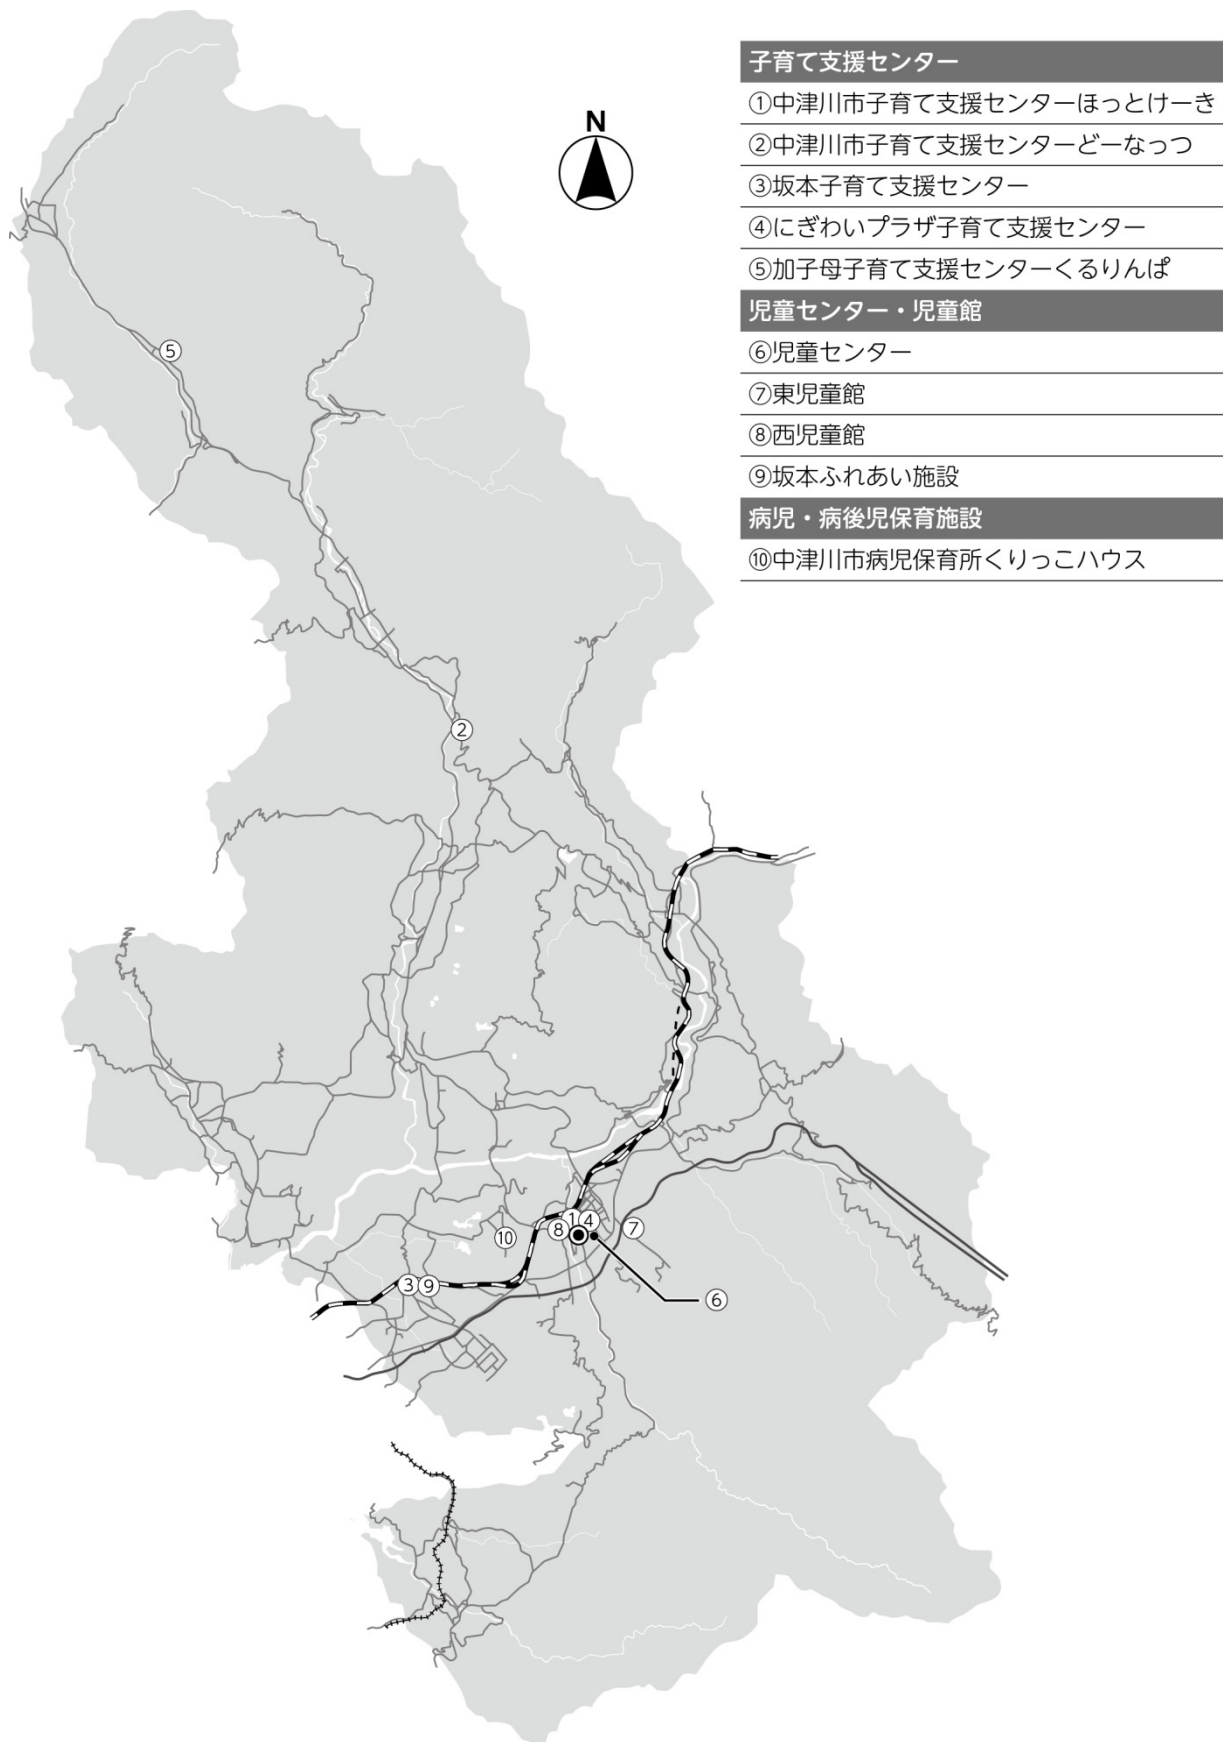 N
子育て支援センター
①中津川市子育て支援センターほっとけーき
②中津川市子育て支援センターどーなっつ
③坂本子育て支援センター
④にぎわいプラザ子育て支援センター
⑤加子母子育て支援センターくるりんぱ
児童センター・児童館
⑥児童センター
⑦東児童館
⑧西児童館
⑨坂本ふれあい施設
病児・病後児保育施設
⑩中津川市病児保育所くりっこハウス
⑤
②
①④
⑧
⑦
⑩
③⑨
⑥